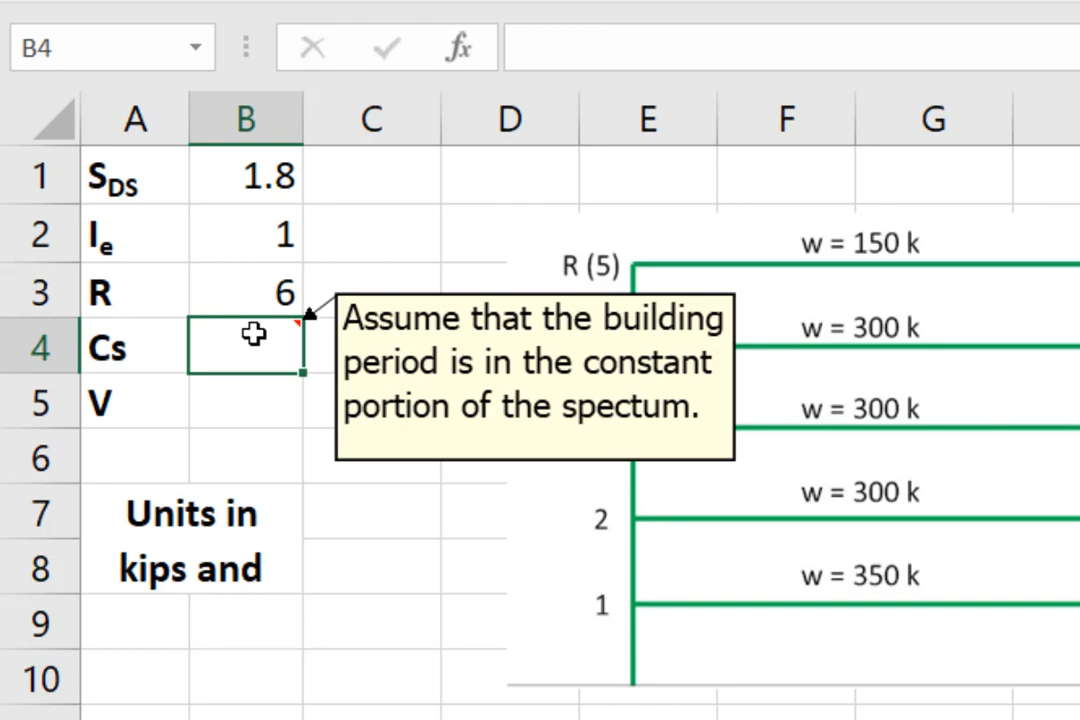 B4
fx
A B C D E F G
1 SDS 1.8
2 Ie 1
3 R 6
4 Cs
5 V
6
7 Units in
8 kips and
9
10
Assume that the building
period is in the constant
portion of the spectum.
R (5) w = 150 k
w = 300 k
w = 300 k
2 w = 300 k
1 w = 350 k